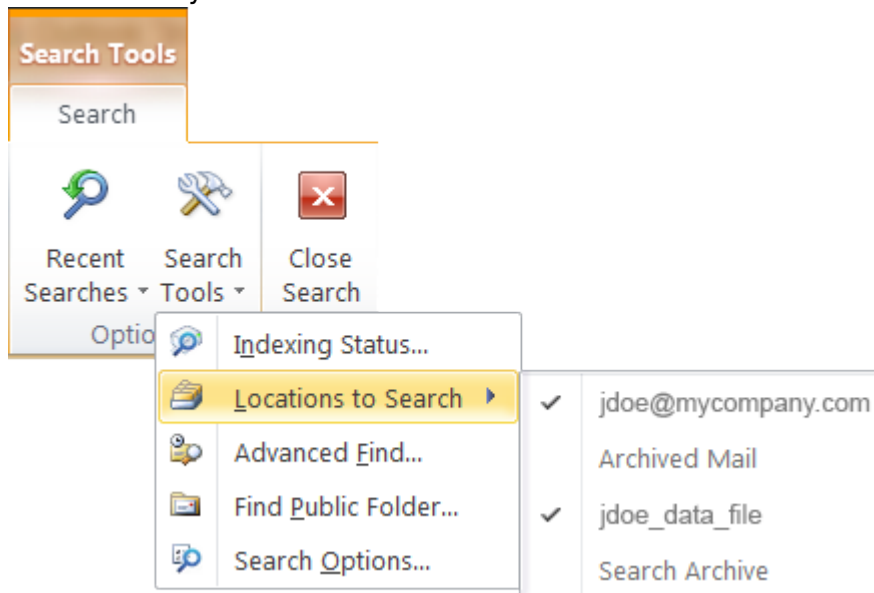 Search Tools
Search
Recent Searches
Search Tools
Close Search
Optio
Indexing Status...
Locations to Search
jdoe@mycompany.com
Advanced Find...
Archived Mail
Find Public Folder...
jdoe_data_file
Search Options...
Search Archive